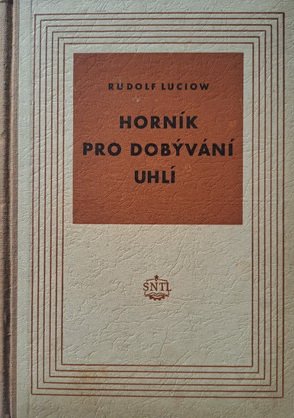 RUDOLF LUCIOW
HORNÍK
PRO DOBÝVÁNÍ
UHLÍ
SNTL